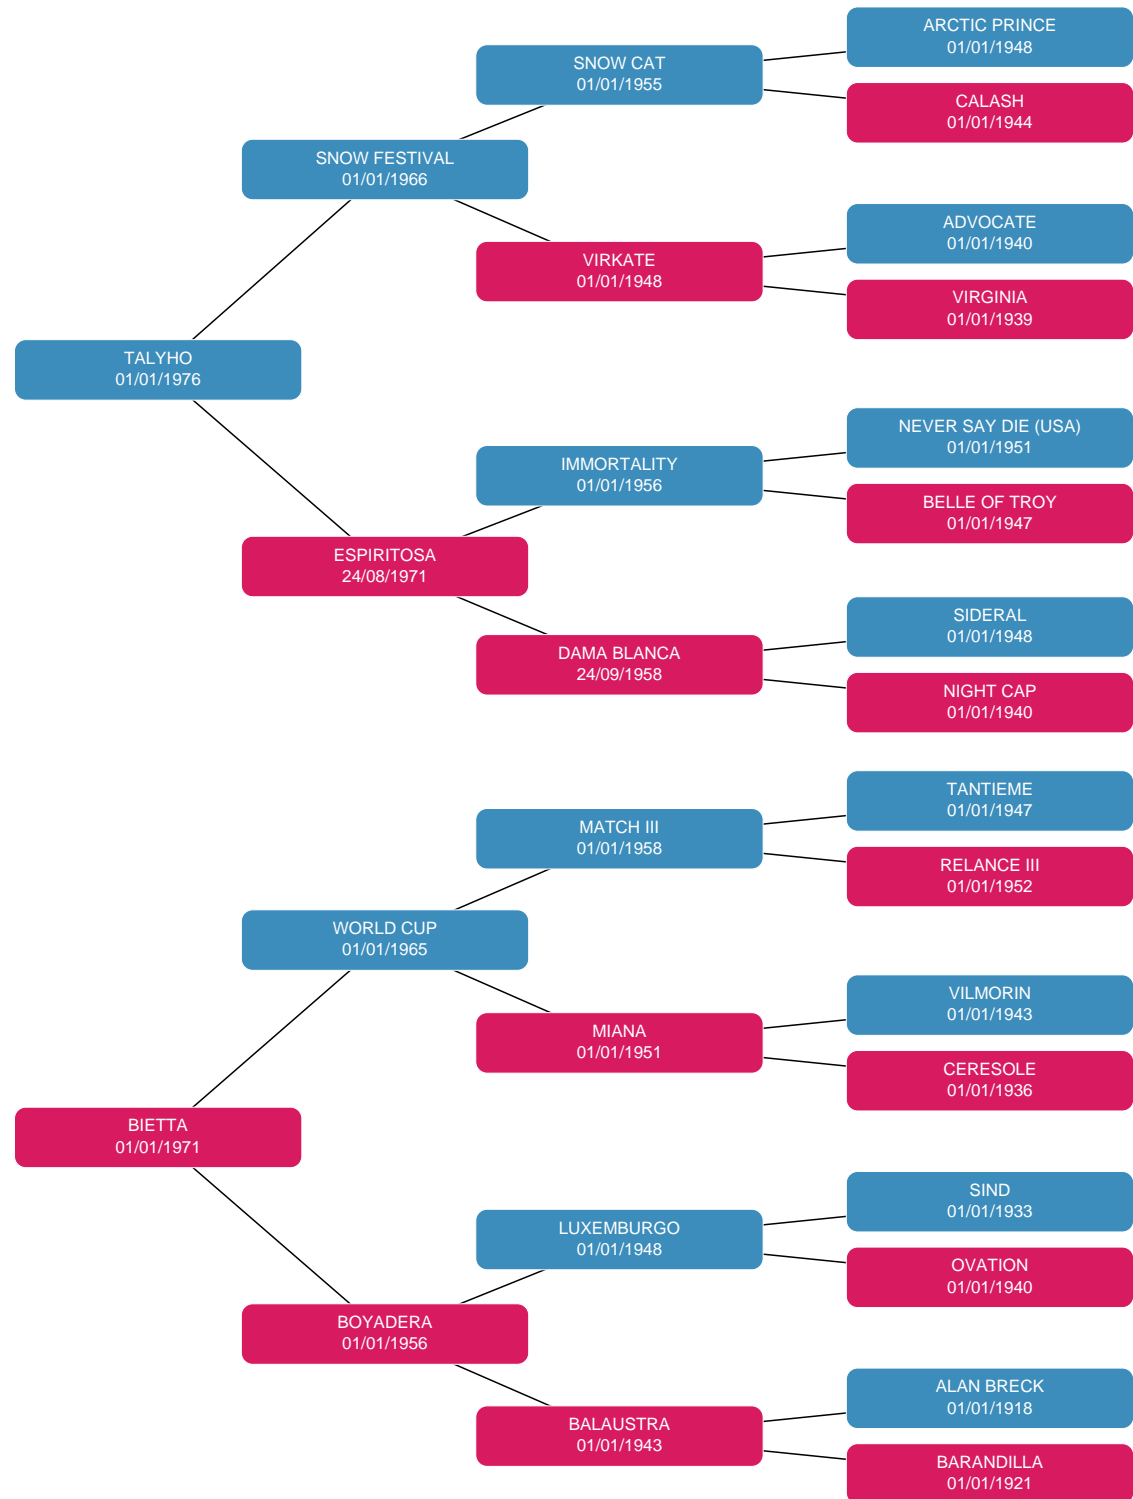 ARCTIC PRINCE
01/01/1948
SNOW CAT
01/01/1955
CALASH
01/01/1944
SNOW FESTIVAL
01/01/1966
ADVOCATE
01/01/1940
VIRKATE
01/01/1948
VIRGINIA
01/01/1939
TALYHO
01/01/1976
NEVER SAY DIE (USA)
01/01/1951
IMMORTALITY
01/01/1956
BELLE OF TROY
01/01/1947
ESPIRITOSA
24/08/1971
SIDERAL
01/01/1948
DAMA BLANCA
24/09/1958
NIGHT CAP
01/01/1940
TANTIEME
01/01/1947
MATCH III
01/01/1958
RELANCE III
01/01/1952
WORLD CUP
01/01/1965
VILMORIN
01/01/1943
MIANA
01/01/1951
CERESOLE
01/01/1936
BIETTA
01/01/1971
SIND
01/01/1933
LUXEMBURGO
01/01/1948
OVATION
01/01/1940
BOYADERA
01/01/1956
ALAN BRECK
01/01/1918
BALAUSTRA
01/01/1943
BARANDILLA
01/01/1921